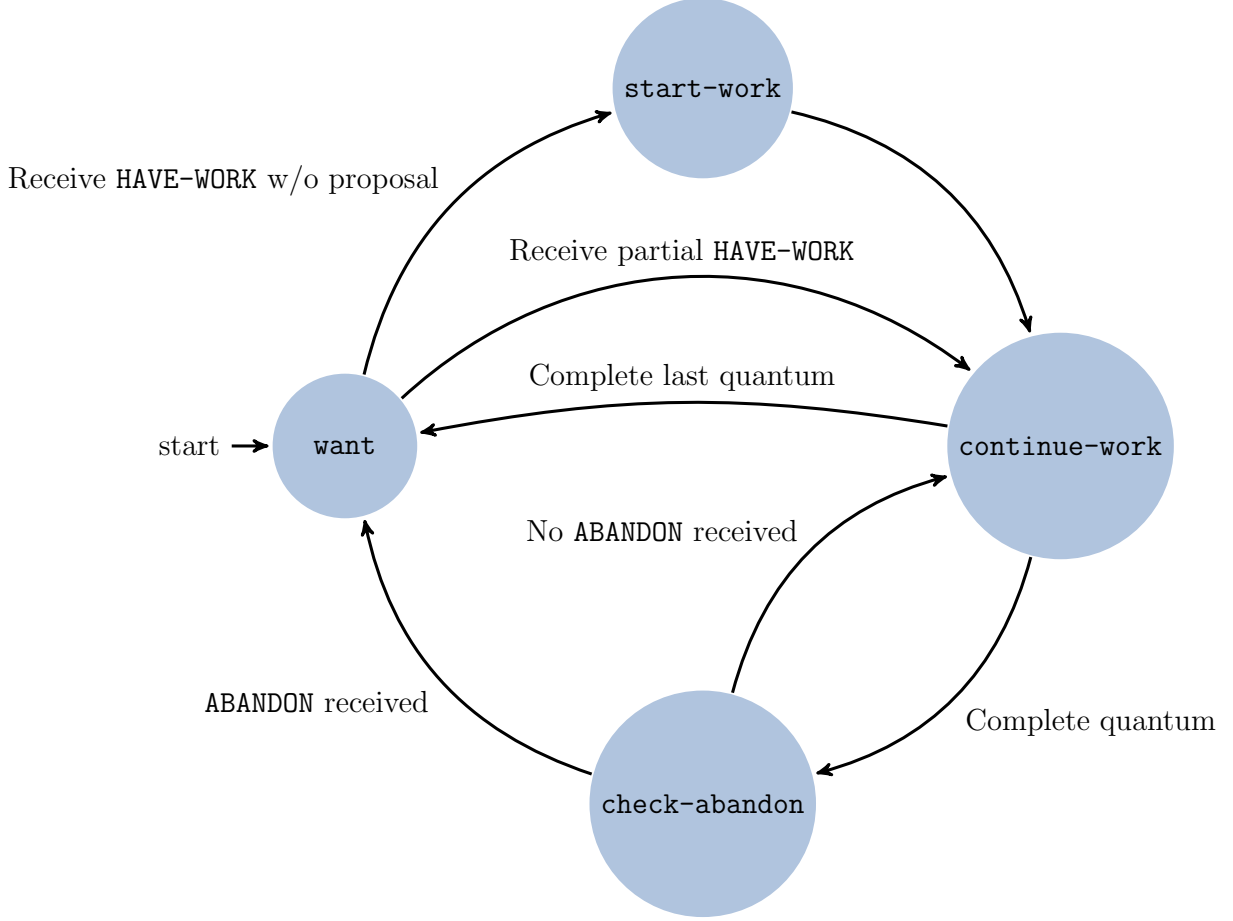 start-work
Receive HAVE-WORK w/o proposal
Receive partial HAVE-WORK
Complete last quantum
start
want
continue-work
No ABANDON received
ABANDON received
Complete quantum
check-abandon